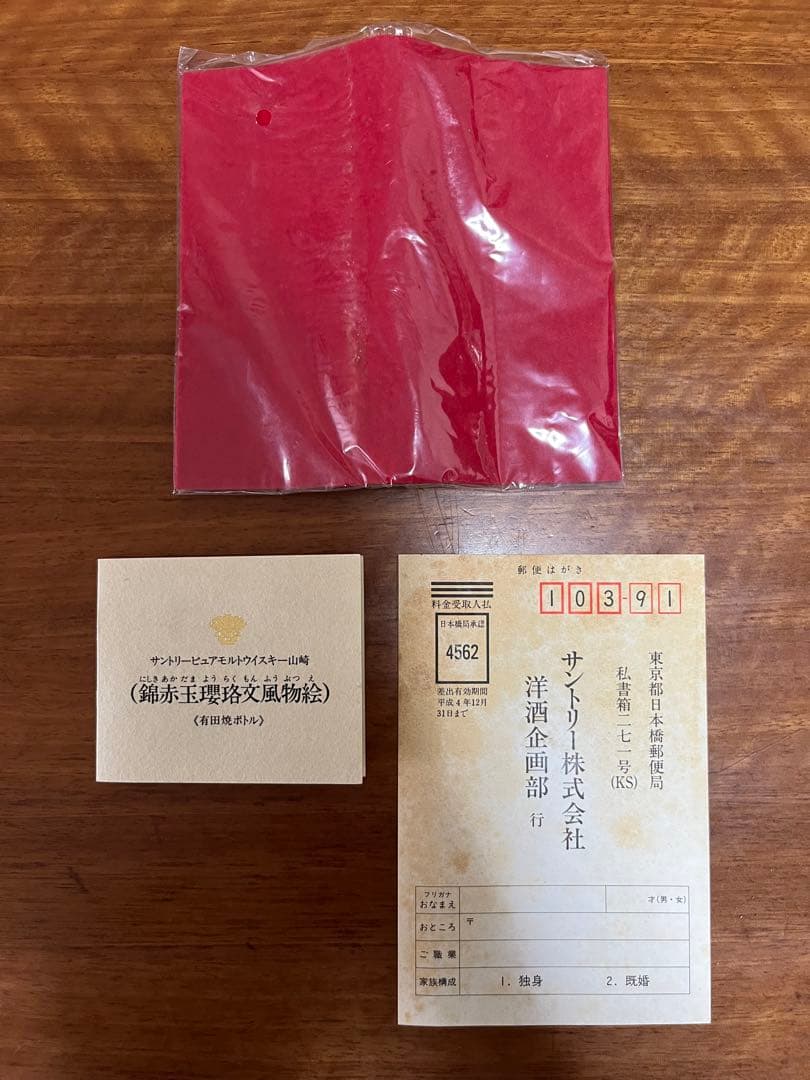 サントリーピュアモルトウイスキー山崎
にしきあかだまようらくもんふうぶつえ
(錦赤玉瓔珞文風物絵)
《有田焼ボトル》
郵便はがき
料金受取人払
日本橋局承認
4562
差出有効期間
平成4年12月
31日まで
103-91
東京都日本橋郵便局
私書箱二七一号(KS)
サントリー株式会社
洋酒企画部 行
フリガナ
おなまえ
才(男・女)
おところ 〒
ご職業
家族構成 1. 独身 2. 既婚